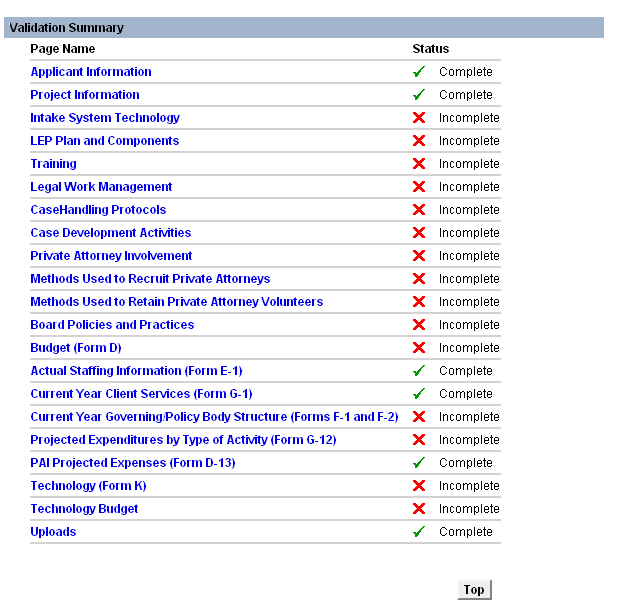 Validation Summary
Page Name Status
Applicant Information Complete
Project Information Complete
Intake System Technology Incomplete
LEP Plan and Components Incomplete
Training Incomplete
Legal Work Management Incomplete
CaseHandling Protocols Incomplete
Case Development Activities Incomplete
Private Attorney Involvement Incomplete
Methods Used to Recruit Private Attorneys Incomplete
Methods Used to Retain Private Attorney Volunteers Incomplete
Board Policies and Practices Incomplete
Budget (Form D) Incomplete
Actual Staffing Information (Form E-1) Complete
Current Year Client Services (Form G-1) Complete
Current Year Governing/Policy Body Structure (Forms F-1 and F-2) Incomplete
Projected Expenditures by Type of Activity (Form G-12) Incomplete
PAI Projected Expenses (Form D-13) Complete
Technology (Form K) Incomplete
Technology Budget Incomplete
Uploads Complete
Top